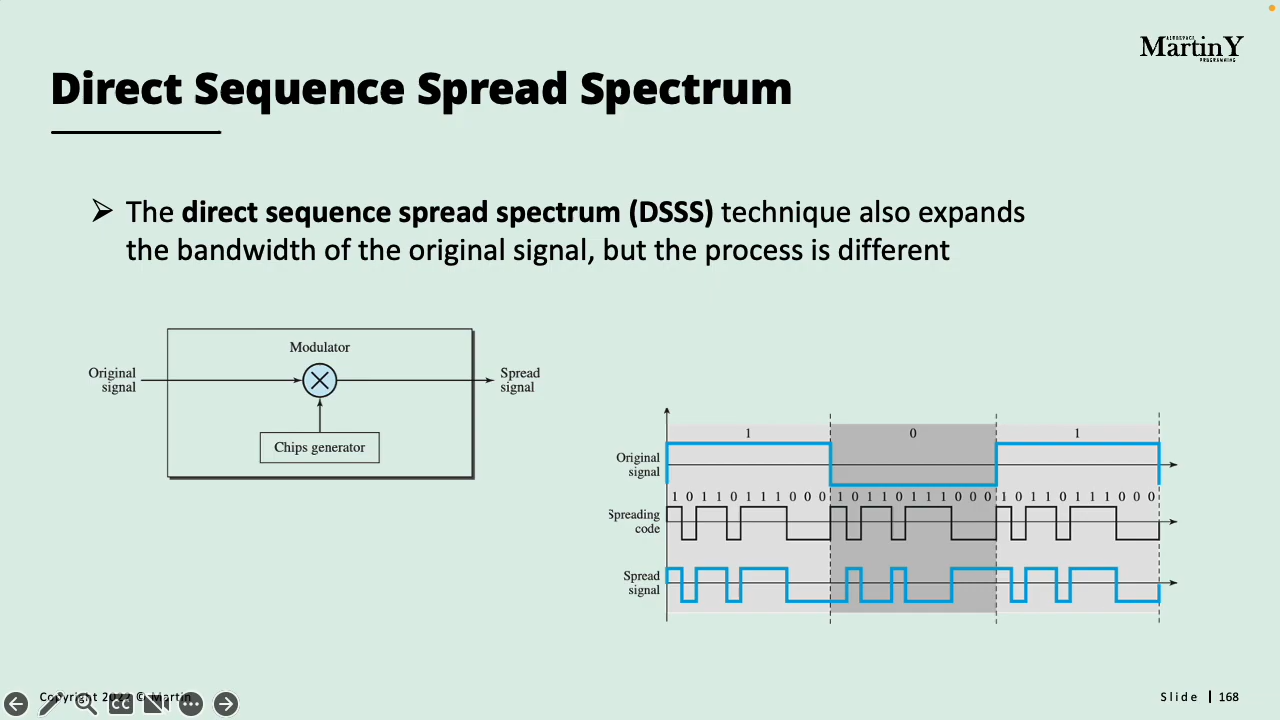 AEROSPACE
MartinY
PROGRAMMING
Direct Sequence Spread Spectrum
➢ The direct sequence spread spectrum (DSSS) technique also expands
the bandwidth of the original signal, but the process is different
Modulator
Original
signal
Spread
signal
Chips generator
1 0 1
Original
signal
1 0 1 1 0 1 1 1 0 0 0 1 0 1 1 0 1 1 1 0 0 0 1 0 1 1 0 1 1 1 0 0 0
Spreading
code
Spread
signal
Copyright 2022 © Martin
CC
Slide | 168